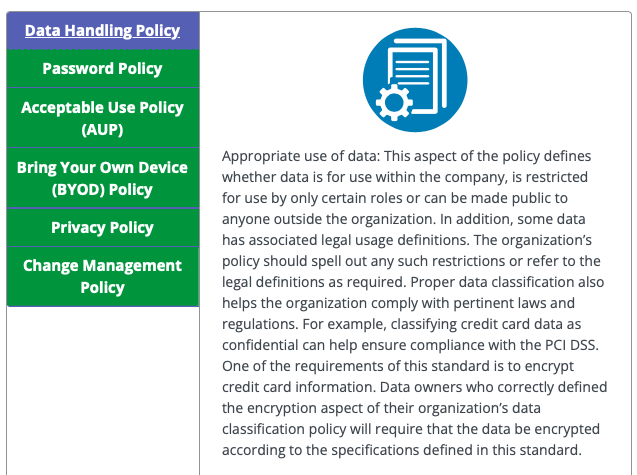 Data Handling Policy
Password Policy
Acceptable Use Policy
(AUP)
Bring Your Own Device
(BYOD) Policy
Privacy Policy
Change Management
Policy
Appropriate use of data: This aspect of the policy defines
whether data is for use within the company, is restricted
for use by only certain roles or can be made public to
anyone outside the organization. In addition, some data
has associated legal usage definitions. The organization’s
policy should spell out any such restrictions or refer to the
legal definitions as required. Proper data classification also
helps the organization comply with pertinent laws and
regulations. For example, classifying credit card data as
confidential can help ensure compliance with the PCI DSS.
One of the requirements of this standard is to encrypt
credit card information. Data owners who correctly defined
the encryption aspect of their organization’s data
classification policy will require that the data be encrypted
according to the specifications defined in this standard.